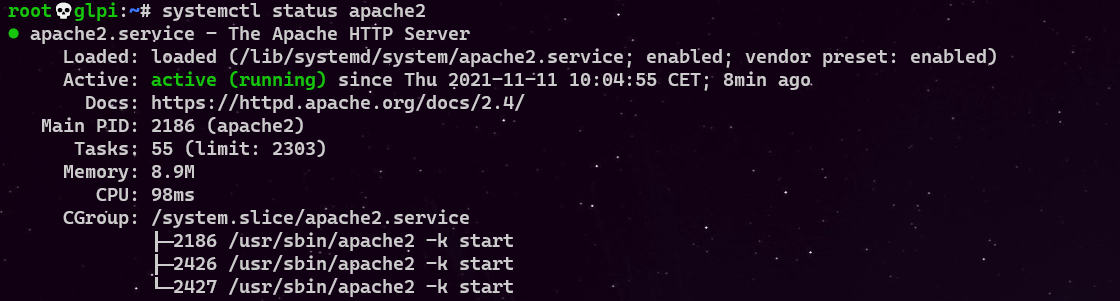 root💀glpi:~# systemctl status apache2
● apache2.service - The Apache HTTP Server
Loaded: loaded (/lib/systemd/system/apache2.service; enabled; vendor preset: enabled)
Active: active (running) since Thu 2021-11-11 10:04:55 CET; 8min ago
Docs: https://httpd.apache.org/docs/2.4/
Main PID: 2186 (apache2)
Tasks: 55 (limit: 2303)
Memory: 8.9M
CPU: 98ms
CGroup: /system.slice/apache2.service
├─2186 /usr/sbin/apache2 -k start
├─2426 /usr/sbin/apache2 -k start
└─2427 /usr/sbin/apache2 -k start